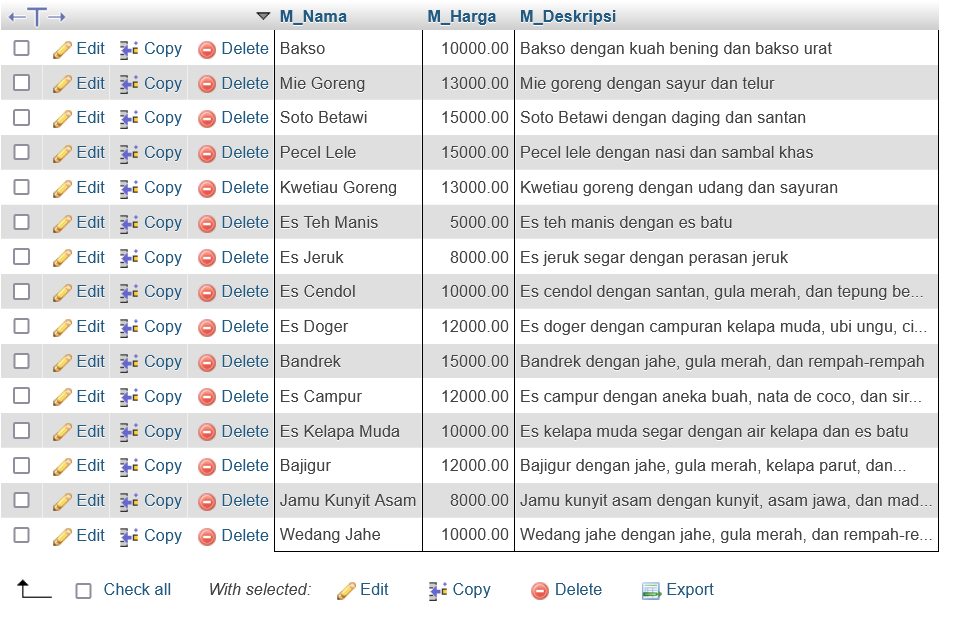 M_Nama M_Harga M_Deskripsi
Edit Copy Delete Bakso 10000.00 Bakso dengan kuah bening dan bakso urat
Edit Copy Delete Mie Goreng 13000.00 Mie goreng dengan sayur dan telur
Edit Copy Delete Soto Betawi 15000.00 Soto Betawi dengan daging dan santan
Edit Copy Delete Pecel Lele 15000.00 Pecel lele dengan nasi dan sambal khas
Edit Copy Delete Kwetiau Goreng 13000.00 Kwetiau goreng dengan udang dan sayuran
Edit Copy Delete Es Teh Manis 5000.00 Es teh manis dengan es batu
Edit Copy Delete Es Jeruk 8000.00 Es jeruk segar dengan perasan jeruk
Edit Copy Delete Es Cendol 10000.00 Es cendol dengan santan, gula merah, dan tepung be...
Edit Copy Delete Es Doger 12000.00 Es doger dengan campuran kelapa muda, ubi ungu, ci...
Edit Copy Delete Bandrek 15000.00 Bandrek dengan jahe, gula merah, dan rempah-rempah
Edit Copy Delete Es Campur 12000.00 Es campur dengan aneka buah, nata de coco, dan sir...
Edit Copy Delete Es Kelapa Muda 10000.00 Es kelapa muda segar dengan air kelapa dan es batu
Edit Copy Delete Bajigur 12000.00 Bajigur dengan jahe, gula merah, kelapa parut, dan...
Edit Copy Delete Jamu Kunyit Asam 8000.00 Jamu kunyit asam dengan kunyit, asam jawa, dan mad...
Edit Copy Delete Wedang Jahe 10000.00 Wedang jahe dengan jahe, gula merah, dan rempah-re...
Check all With selected: Edit Copy Delete Export